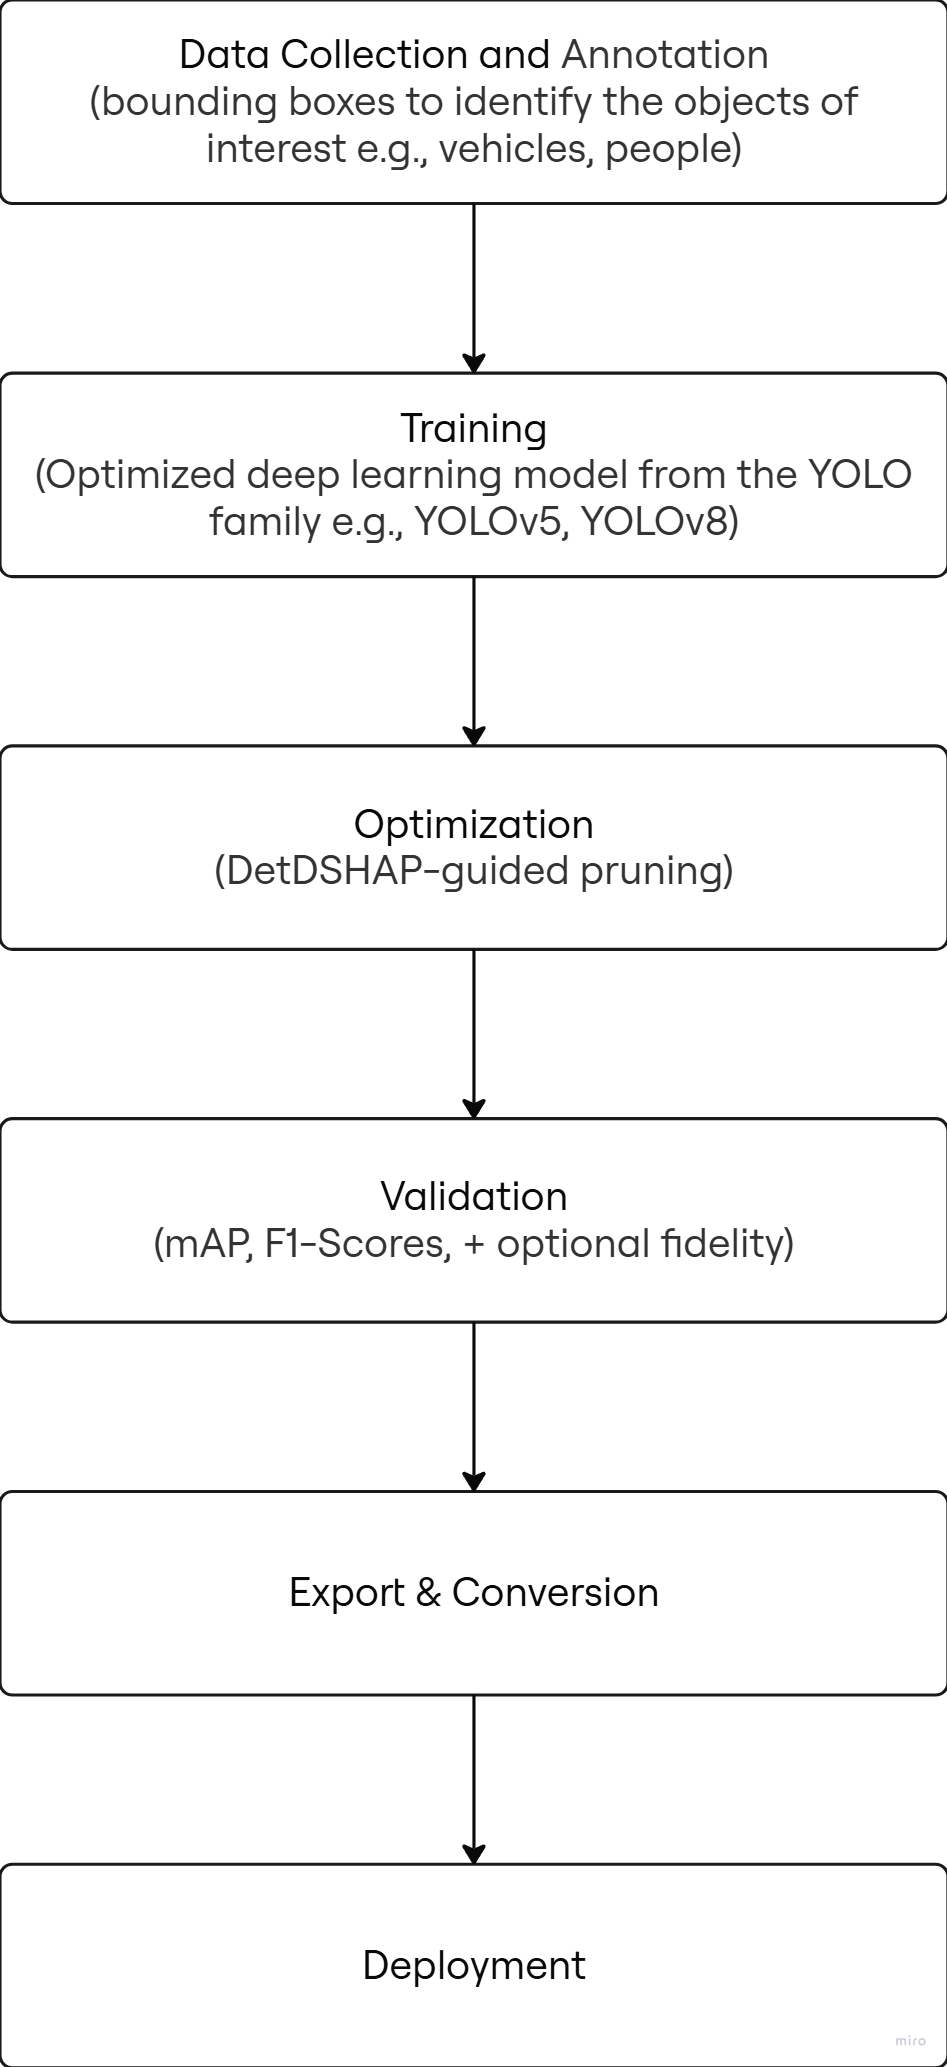 Data Collection and Annotation
(bounding boxes to identify the objects of
interest e.g., vehicles, people)
Training
(Optimized deep learning model from the YOLO
family e.g., YOLOv5, YOLOv8)
Optimization
(DetDSHAP-guided pruning)
Validation
(mAP, F1-Scores, + optional fidelity)
Export & Conversion
Deployment
miro